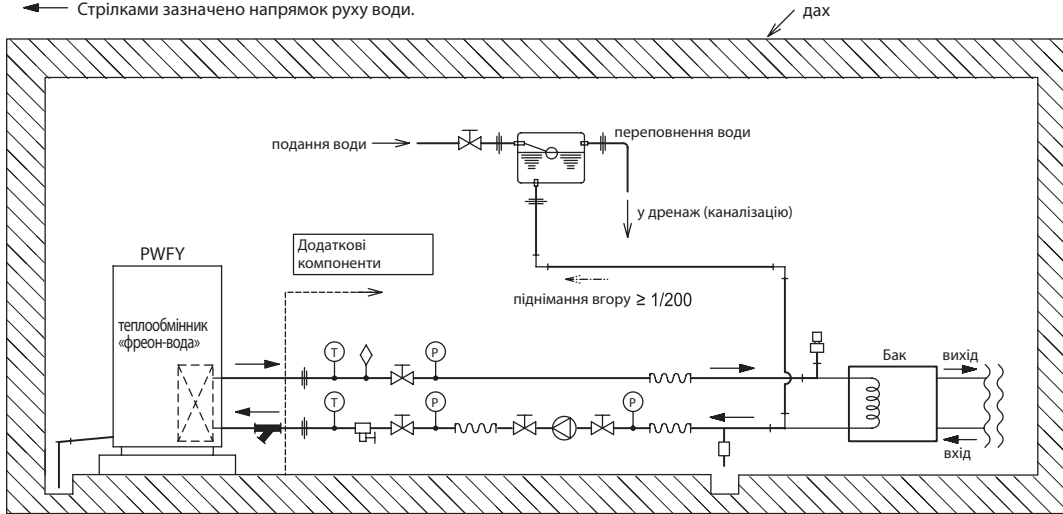 Стрілками зазначено напрямок руху води.
дах
подання води
переповнення води
у дренаж (каналізацію)
PWFY
Додаткові
компоненти
піднімання вгору ≥ 1/200
теплообмінник
«фреон-вода»
T
P
Бак
вихід
T
P
P
вхід